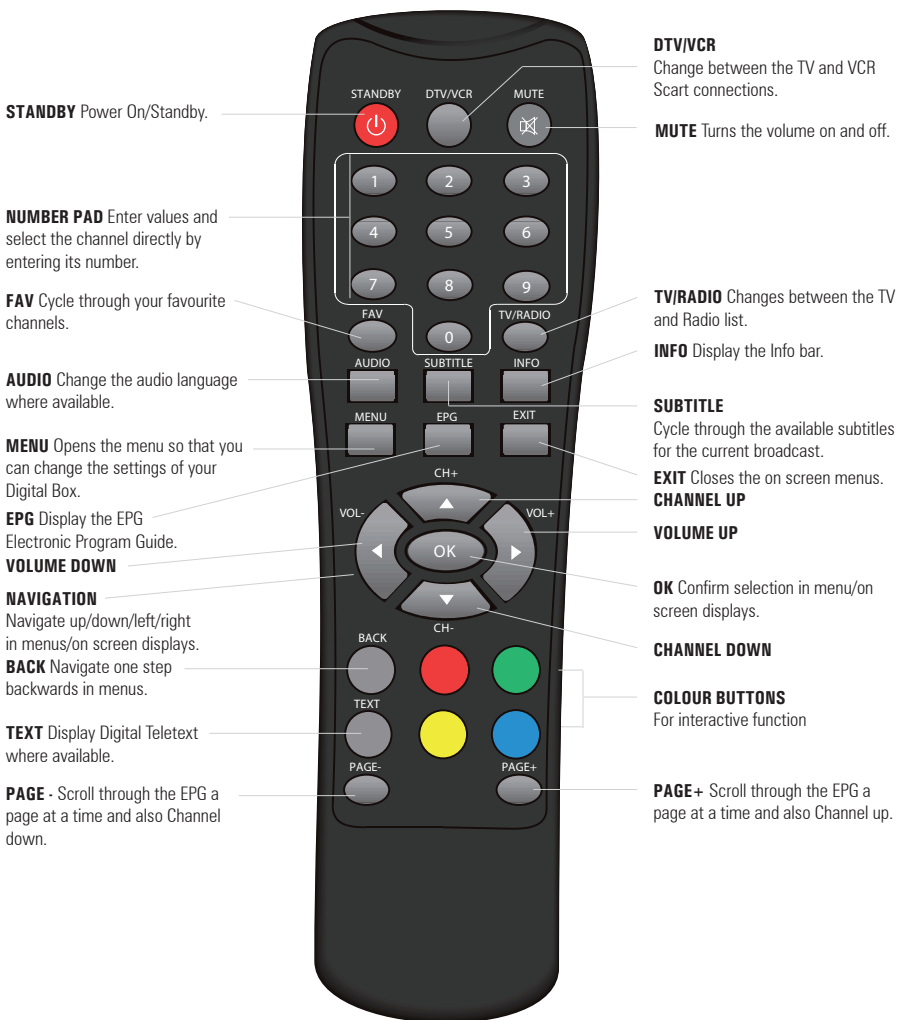 STANDBY Power On/Standby.
NUMBER PAD Enter values and
select the channel directly by
entering its number.
FAV Cycle through your favourite
channels.
AUDIO Change the audio language
where available.
MENU Opens the menu so that you
can change the settings of your
Digital Box.
EPG Display the EPG
Electronic Program Guide.
VOLUME DOWN
NAVIGATION
Navigate up/down/left/right
in menus/on screen displays.
BACK Navigate one step
backwards in menus.
TEXT Display Digital Teletext
where available.
PAGE - Scroll through the EPG a
page at a time and also Channel
down.
STANDBY DTV/VCR MUTE
1 2 3
4 5 6
7 8 9
FAV 0 TV/RADIO
AUDIO SUBTITLE INFO
MENU EPG EXIT
CH+
VOL- VOL+
OK
CH-
BACK
TEXT
PAGE- PAGE+
DTV/VCR
Change between the TV and VCR
Scart connections.
MUTE Turns the volume on and off.
TV/RADIO Changes between the TV
and Radio list.
INFO Display the Info bar.
SUBTITLE
Cycle through the available subtitles
for the current broadcast.
EXIT Closes the on screen menus.
CHANNEL UP
VOLUME UP
OK Confirm selection in menu/on
screen displays.
CHANNEL DOWN
COLOUR BUTTONS
For interactive function
PAGE+ Scroll through the EPG a
page at a time and also Channel up.